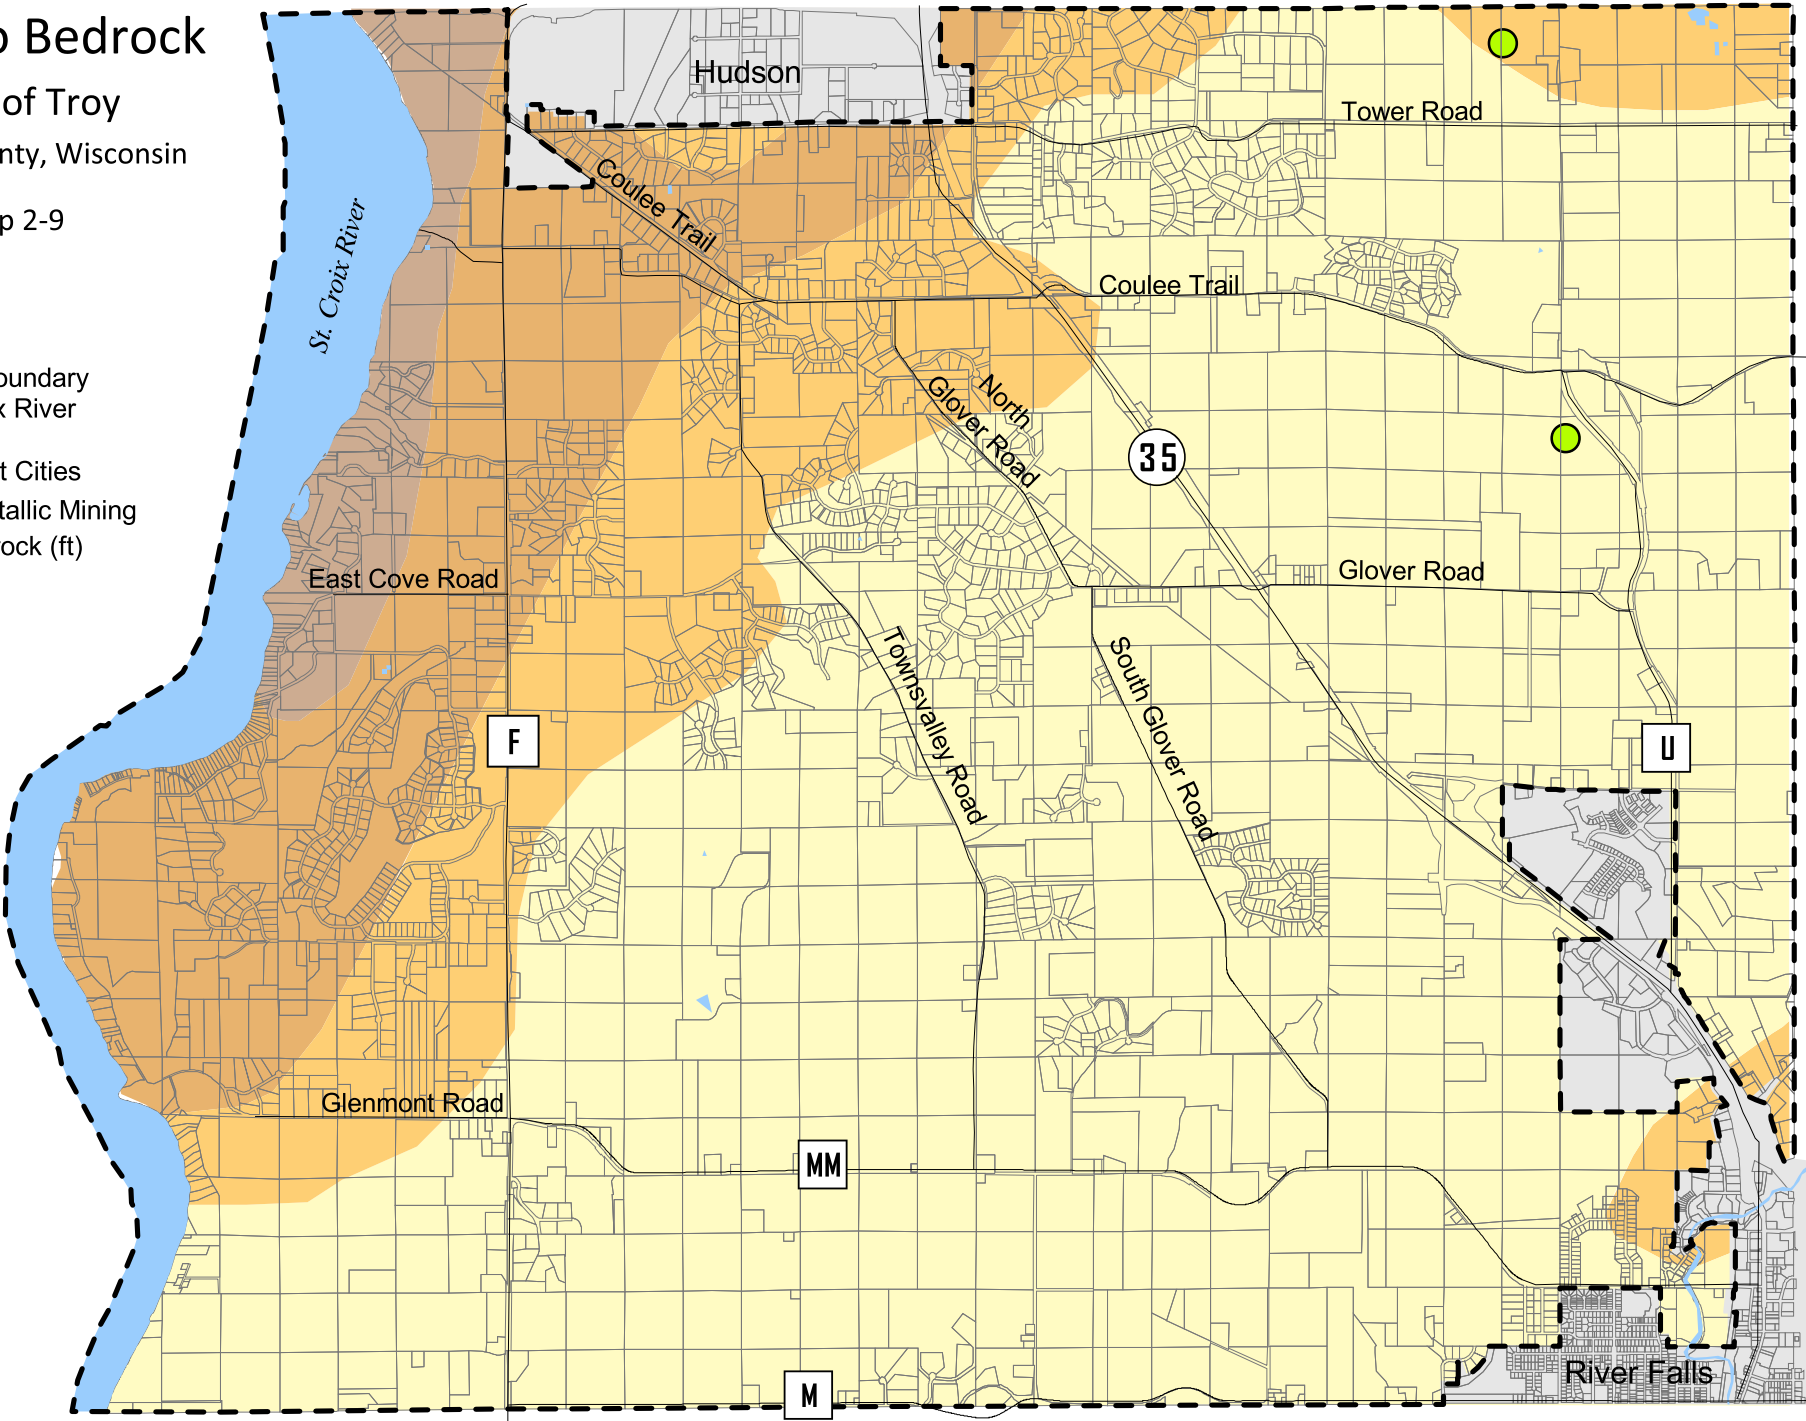 o Bedrock
of Troy
nty, Wisconsin
p 2-9
oundary
x River
t Cities
tallic Mining
rock (ft)
Hudson
Tower Road
Coulee Trail
St. Croix River
Coulee Trail
North
Glover Road
35
East Cove Road
Glover Road
Townsvalley Road
South Glover Road
F
U
Glenmont Road
MM
River Falls
M